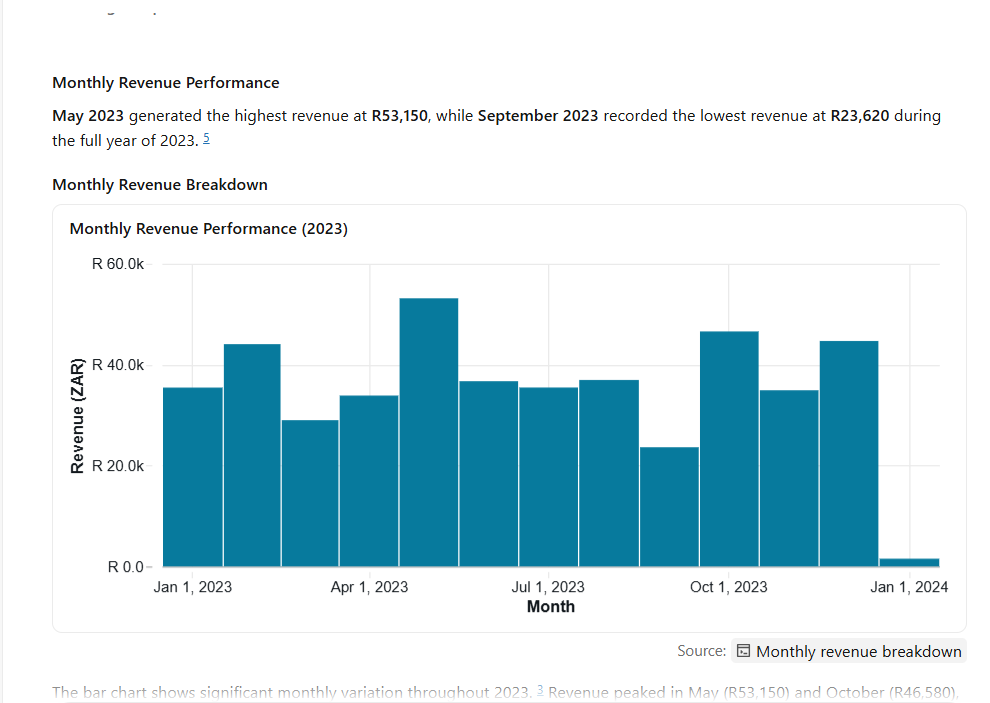 Monthly Revenue Performance
May 2023 generated the highest revenue at R53,150, while September 2023 recorded the lowest revenue at R23,620 during
the full year of 2023. 5
Monthly Revenue Breakdown
Monthly Revenue Performance (2023)
R 60.0k
R 40.0k
R 20.0k
R 0.0
Revenue (ZAR)
Jan 1, 2023 Apr 1, 2023 Jul 1, 2023 Oct 1, 2023 Jan 1, 2024
Month
Source: Monthly revenue breakdown
The bar chart shows significant monthly variation throughout 2023. 3 Revenue peaked in May (R53,150) and October (R46,580),